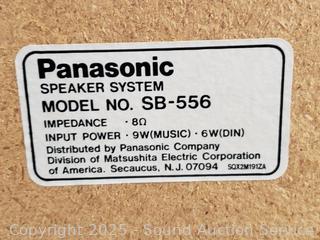 Panasonic
SPEAKER SYSTEM
MODEL NO. SB-556
IMPEDANCE · 8Ω
INPUT POWER · 9W(MUSIC) · 6W(DIN)
Distributed by Panasonic Company
Division of Matsushita Electric Corporation
of America. Secaucus, N.J. 07094 SQX2M191ZA
Copyright 2025 - Sound Auction Service